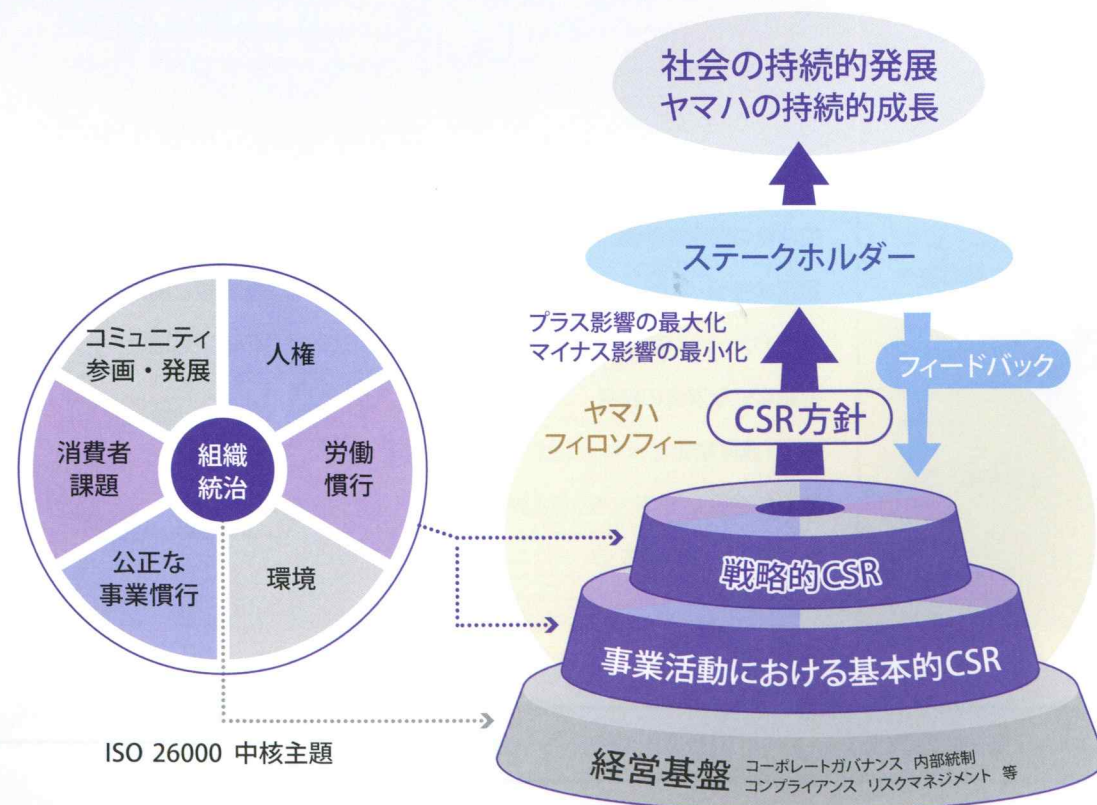 社会の持続的発展
ヤマハの持続的成長
ステークホルダー
プラス影響の最大化
マイナス影響の最小化
フィードバック
ヤマハ
フィロソフィー
CSR方針
戦略的CSR
事業活動における基本的CSR
経営基盤
コーポレートガバナンス 内部統制
コンプライアンス リスクマネジメント 等
コミュニティ
参画・発展
人権
消費者
課題
組織
統治
労働
慣行
公正な
事業慣行
環境
ISO 26000 中核主題